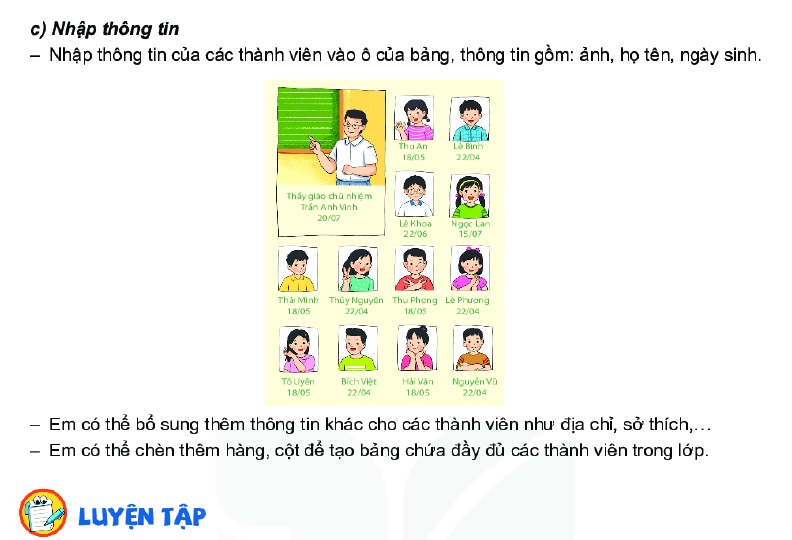 c) Nhập thông tin
– Nhập thông tin của các thành viên vào ô của bảng, thông tin gồm: ảnh, họ tên, ngày sinh.
Thu An
18/05
Lê Bình
22/04
Thầy giáo chủ nhiệm
Trần Anh Vinh
20/07
Lê Khoa
22/06
Ngọc Lan
15/07
Thái Minh
18/05
Thủy Nguyên
22/04
Thu Phong
18/05
Lê Phương
22/04
Tố Uyên
18/05
Bích Việt
22/04
Hải Vân
18/05
Nguyễn Vũ
22/04
– Em có thể bổ sung thêm thông tin khác cho các thành viên như địa chỉ, sở thích,…
– Em có thể chèn thêm hàng, cột để tạo bảng chứa đầy đủ các thành viên trong lớp.
LUYỆN TẬP